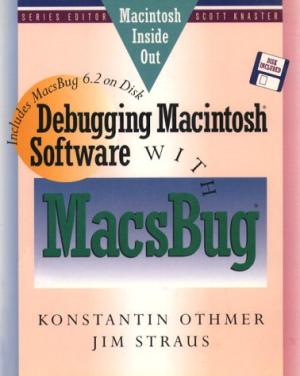 SERIES EDITOR SCOTT KNASTER
Macintosh
Inside
Out
DISK
INCLUDED
Includes MacsBug 6.2 on Disk
Debugging Macintosh®
Software
WITH
MacsBug®
KONSTANTIN OTHMER
JIM STRAUS